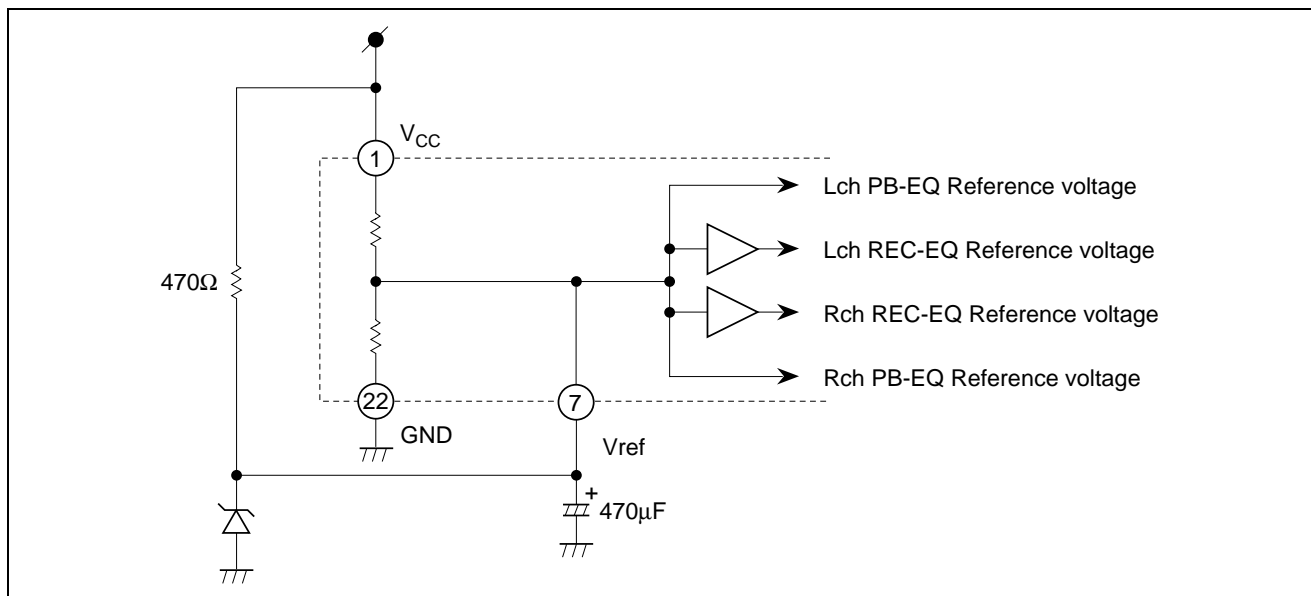 V_CC
1
Lch PB-EQ Reference voltage
Lch REC-EQ Reference voltage
470Ω
Rch REC-EQ Reference voltage
Rch PB-EQ Reference voltage
22
7
GND
Vref
+
470μF